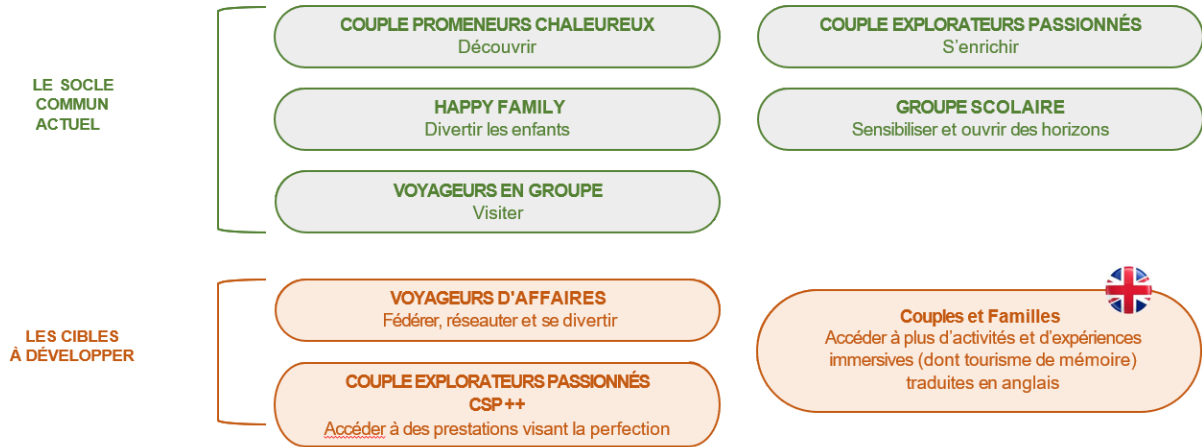 LE SOCLE
COMMUN
ACTUEL
COUPLE PROMENEURS CHALEUREUX
Découvrir
COUPLE EXPLORATEURS PASSIONNÉS
S'enrichir
HAPPY FAMILY
Divertir les enfants
GROUPE SCOLAIRE
Sensibiliser et ouvrir des horizons
VOYAGEURS EN GROUPE
Visiter
LES CIBLES
À DÉVELOPPER
VOYAGEURS D'AFFAIRES
Fédérer, réseauter et se divertir
COUPLE EXPLORATEURS PASSIONNÉS
CSP ++
Accéder à des prestations visant la perfection
Couples et Familles
Accéder à plus d'activités et d'expériences
immersives (dont tourisme de mémoire)
traduites en anglais